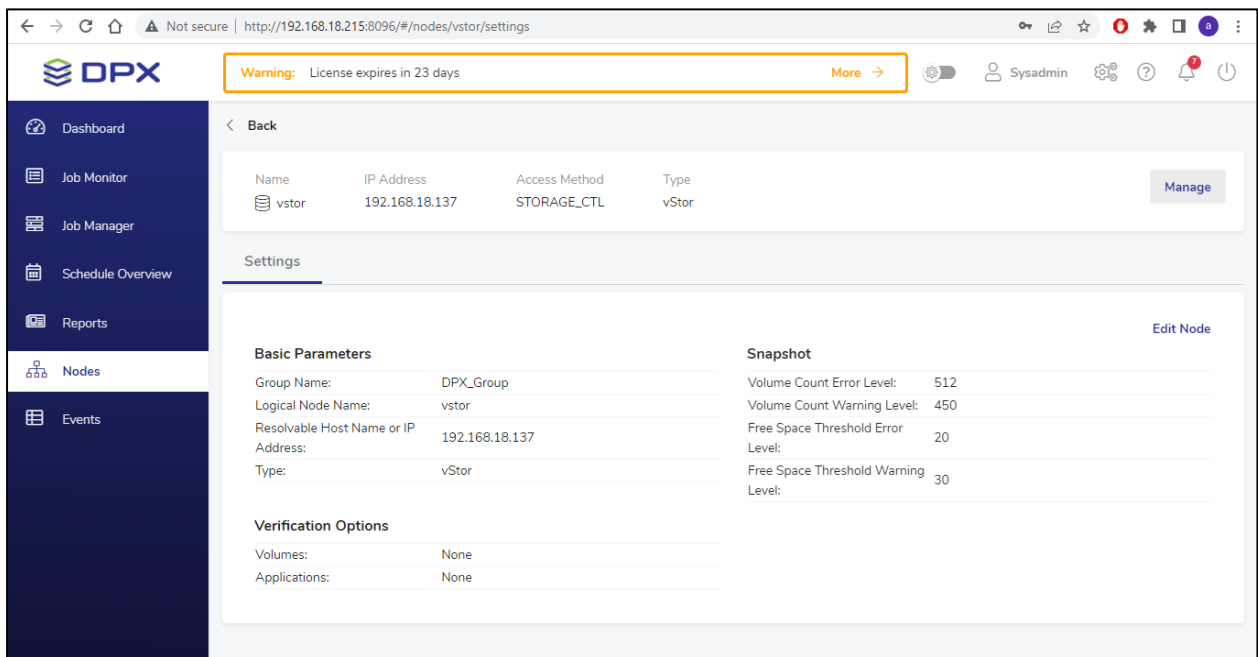 Not secure | http://192.168.18.215:8096/#/nodes/vstor/settings a
DPX
Warning: License expires in 23 days More
Sysadmin 7
Dashboard
Job Monitor
Job Manager
Schedule Overview
Reports
Nodes
Events
Back
Name IP Address Access Method Type
vstor 192.168.18.137 STORAGE_CTL vStor
Manage
Settings
Edit Node
Basic Parameters
Group Name: DPX_Group
Logical Node Name: vstor
Resolvable Host Name or IP
Address: 192.168.18.137
Type: vStor
Verification Options
Volumes: None
Applications: None
Snapshot
Volume Count Error Level: 512
Volume Count Warning Level: 450
Free Space Threshold Error
Level: 20
Free Space Threshold Warning
Level: 30